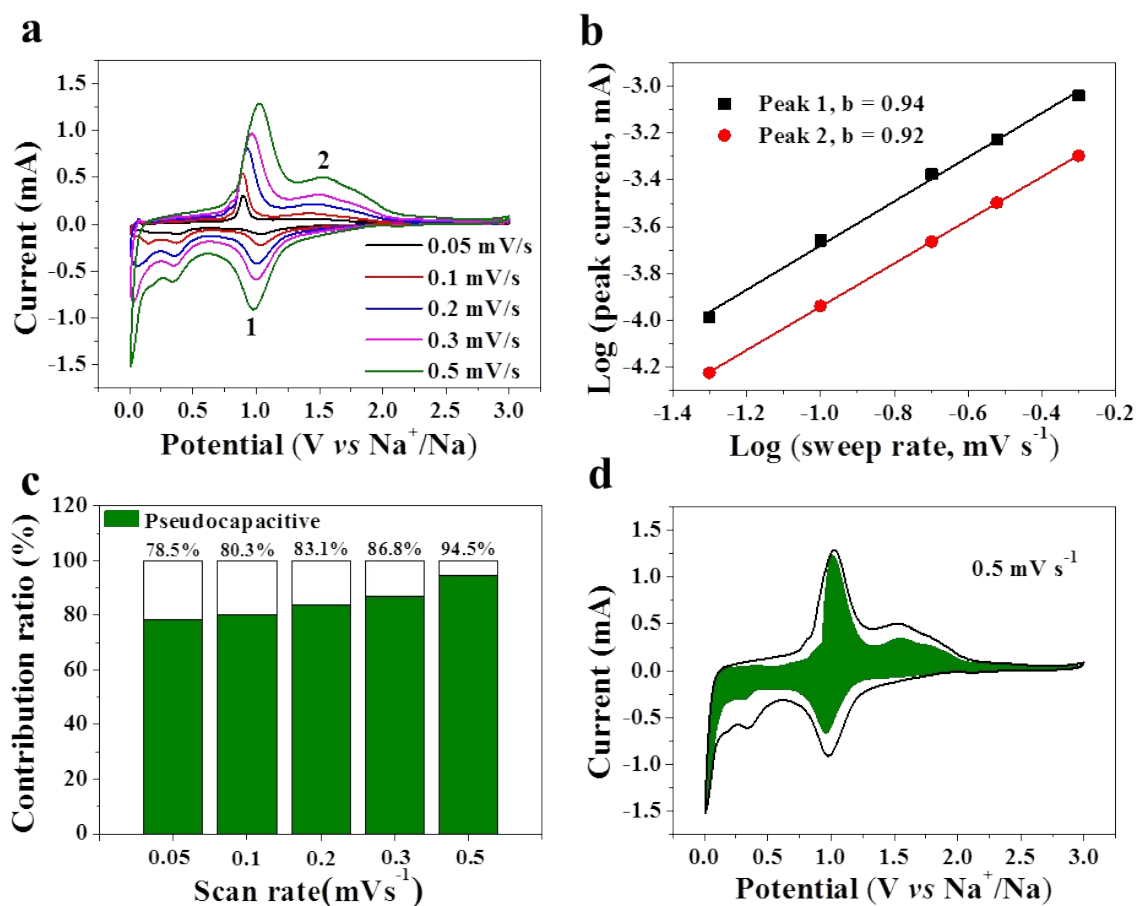 a
1.5
1.0
0.5
0.0
-0.5
-1.0
-1.5
Current (mA)
2
1
0.05 mV/s
0.1 mV/s
0.2 mV/s
0.3 mV/s
0.5 mV/s
0.0 0.5 1.0 1.5 2.0 2.5 3.0
Potential (V vs Na⁺/Na)
b
-3.0
-3.3
-3.6
-3.9
-4.2
Log (peak current, mA)
Peak 1, b = 0.94
Peak 2, b = 0.92
-1.4 -1.2 -1.0 -0.8 -0.6 -0.4 -0.2
Log (sweep rate, mV s⁻¹)
c
120
100
80
60
40
20
0
Contribution ratio (%)
Pseudocapacitive
78.5% 80.3% 83.1% 86.8% 94.5%
0.05 0.1 0.2 0.3 0.5
Scan rate(mVs⁻¹)
d
1.5
1.0
0.5
0.0
-0.5
-1.0
-1.5
Current (mA)
0.5 mV s⁻¹
0.0 0.5 1.0 1.5 2.0 2.5 3.0
Potential (V vs Na⁺/Na)